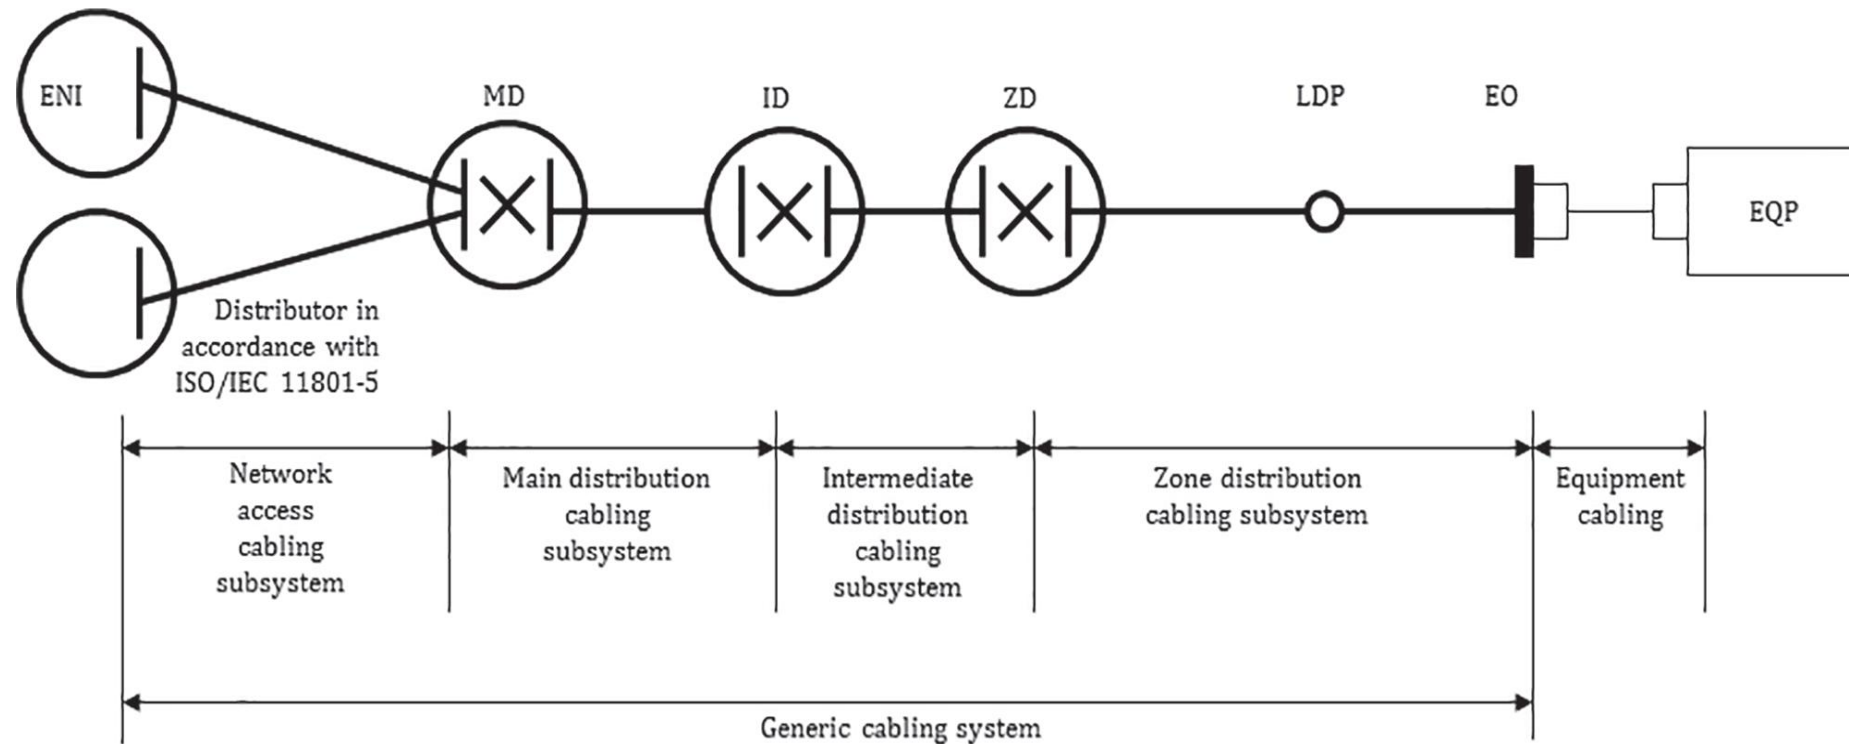 ENI
MD
ID
ZD
LDP
EO
EQP
Distributor in
accordance with
ISO/IEC 11801-5
Network
access
cabling
subsystem
Main distribution
cabling
subsystem
Intermediate
distribution
cabling
subsystem
Zone distribution
cabling subsystem
Equipment
cabling
Generic cabling system